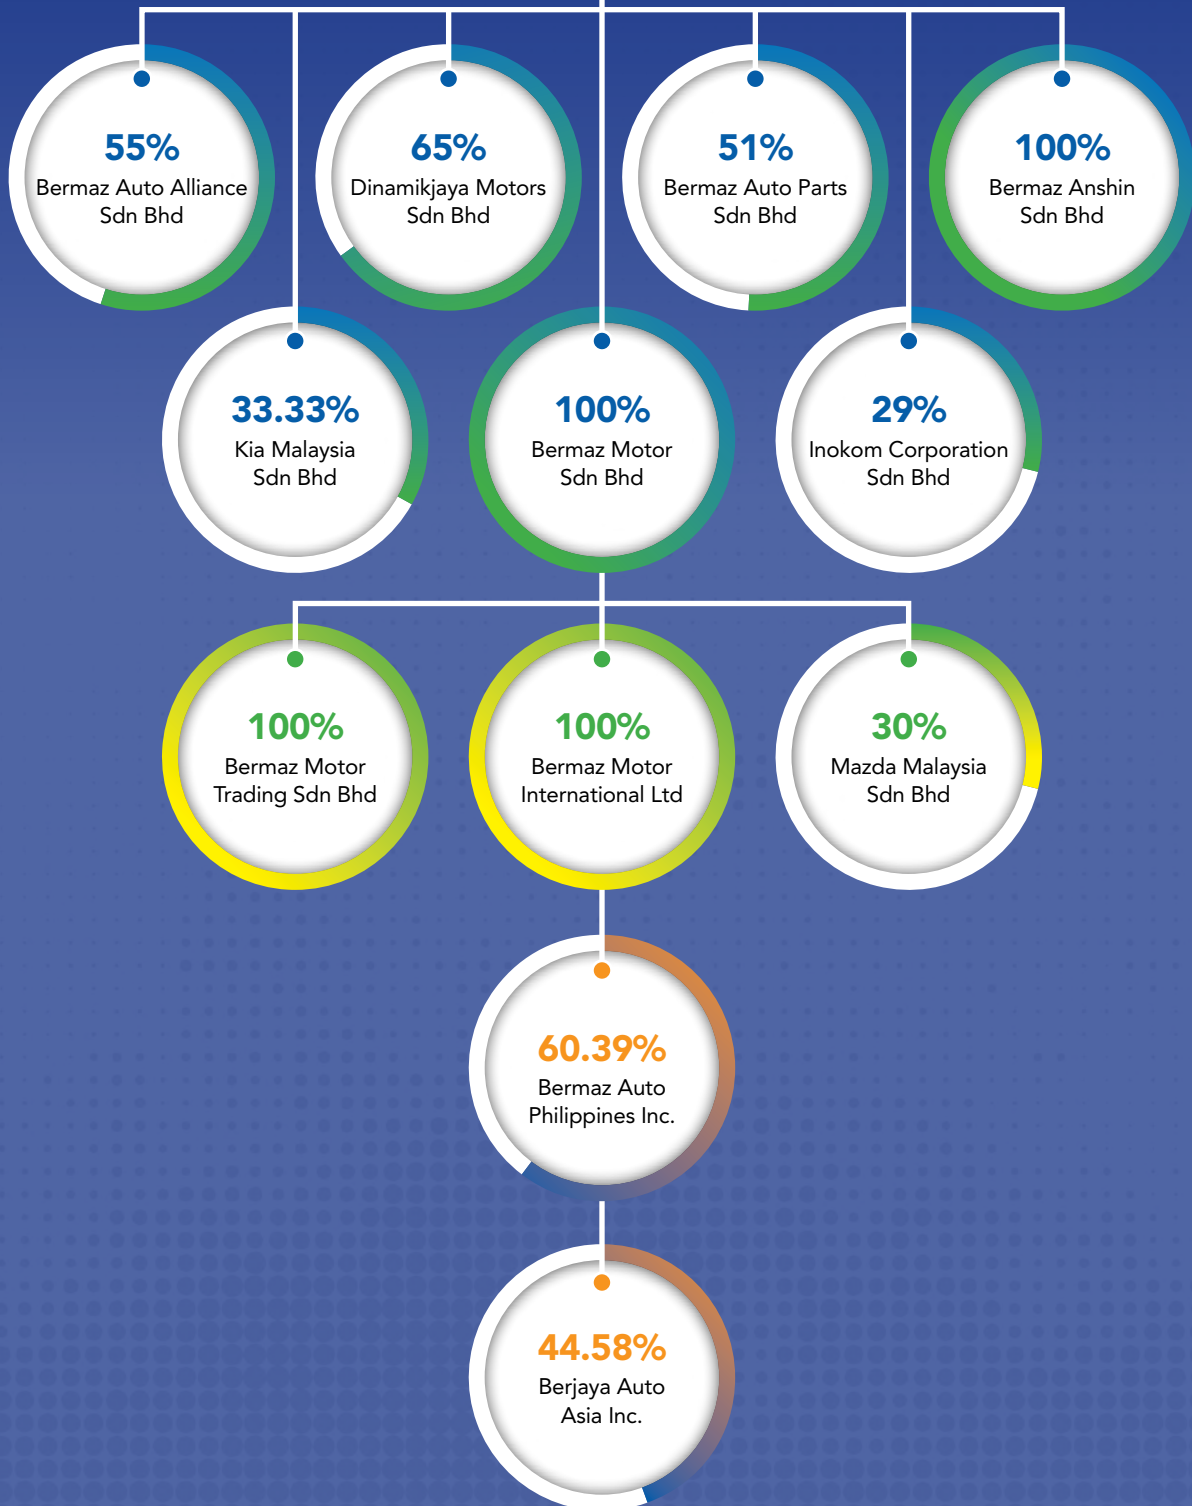 55%
Bermaz Auto Alliance
Sdn Bhd
65%
Dinamikjaya Motors
Sdn Bhd
51%
Bermaz Auto Parts
Sdn Bhd
100%
Bermaz Anshin
Sdn Bhd
33.33%
Kia Malaysia
Sdn Bhd
100%
Bermaz Motor
Sdn Bhd
29%
Inokom Corporation
Sdn Bhd
100%
Bermaz Motor
Trading Sdn Bhd
100%
Bermaz Motor
International Ltd
30%
Mazda Malaysia
Sdn Bhd
60.39%
Bermaz Auto
Philippines Inc.
44.58%
Berjaya Auto
Asia Inc.